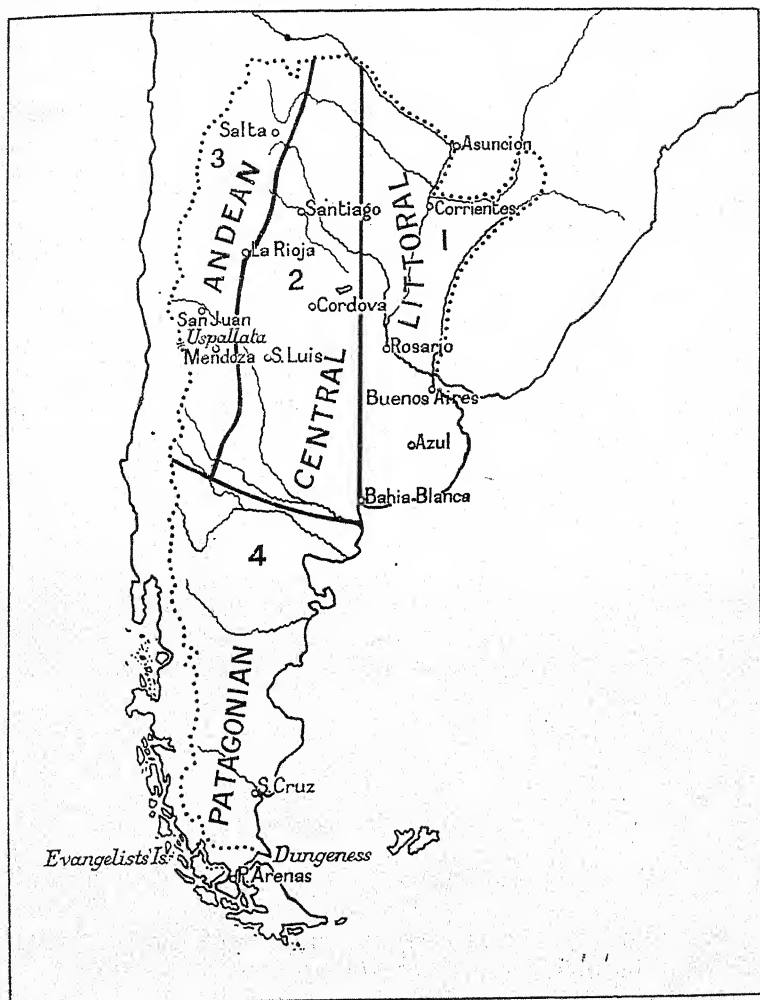 Salta
Asuncion
3
ANDEAN
LITTORAL
Santiago
Corrientes
1
La Rioja
2
Cordova
San Juan
Uspallata
Mendoza
S. Luis
Rosario
CENTRAL
Buenos Aires
Azul
Bahia Blanca
4
PATAGONIAN
S. Cruz
Evangelists Is.
Dungeness
P. Arenas